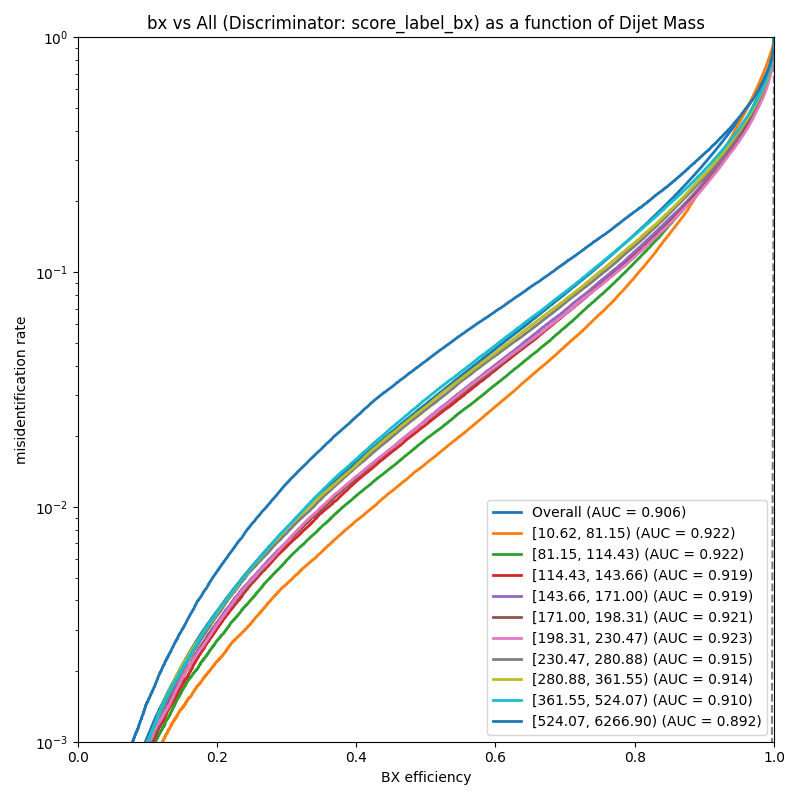 bx vs All (Discriminator: score_label_bx) as a function of Dijet Mass
10⁰
10⁻¹
10⁻²
10⁻³
misidentification rate
Overall (AUC = 0.906)
[10.62, 81.15) (AUC = 0.922)
[81.15, 114.43) (AUC = 0.922)
[114.43, 143.66) (AUC = 0.919)
[143.66, 171.00) (AUC = 0.919)
[171.00, 198.31) (AUC = 0.921)
[198.31, 230.47) (AUC = 0.923)
[230.47, 280.88) (AUC = 0.915)
[280.88, 361.55) (AUC = 0.914)
[361.55, 524.07) (AUC = 0.910)
[524.07, 6266.90) (AUC = 0.892)
0.0 0.2 0.4 0.6 0.8 1.0
BX efficiency